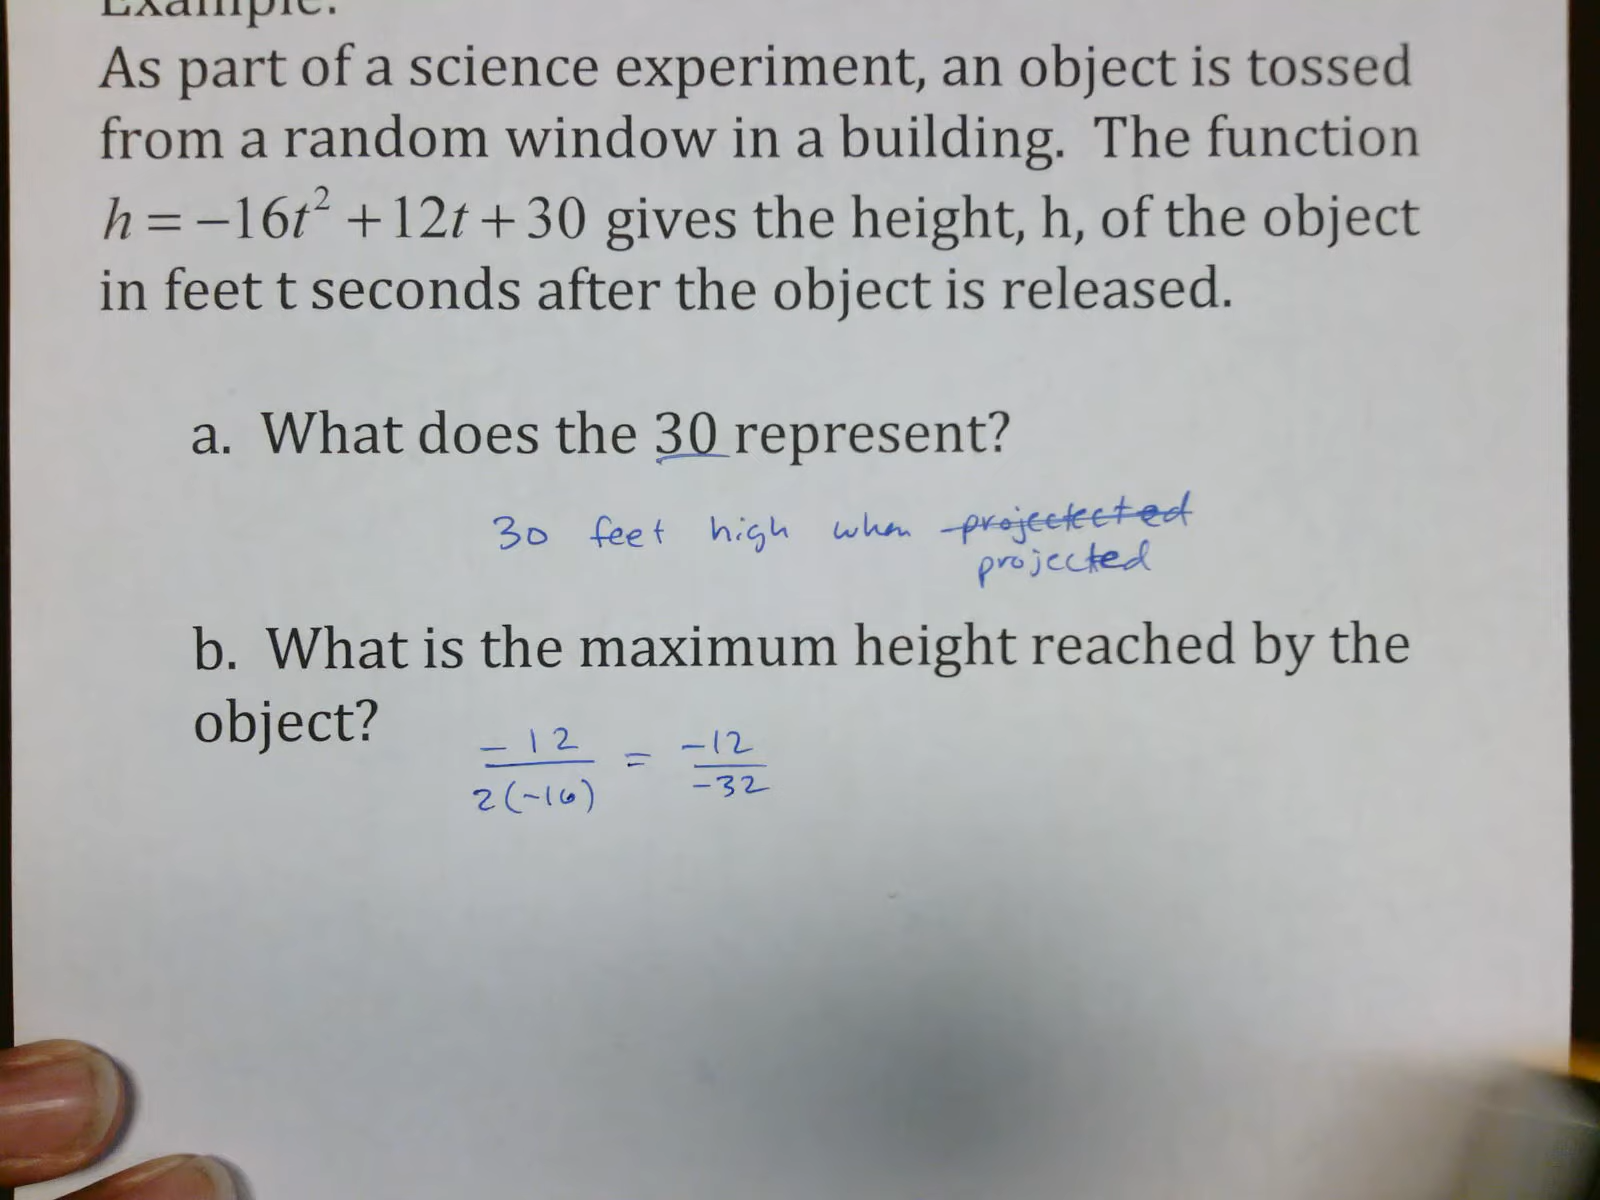 Example:
As part of a science experiment, an object is tossed
from a random window in a building. The function
h = −16t² + 12t + 30 gives the height, h, of the object
in feet t seconds after the object is released.
a. What does the 30 represent?
30 feet high when projectected
projected
b. What is the maximum height reached by the
object?
-12 / 2(-16) = -12 / -32